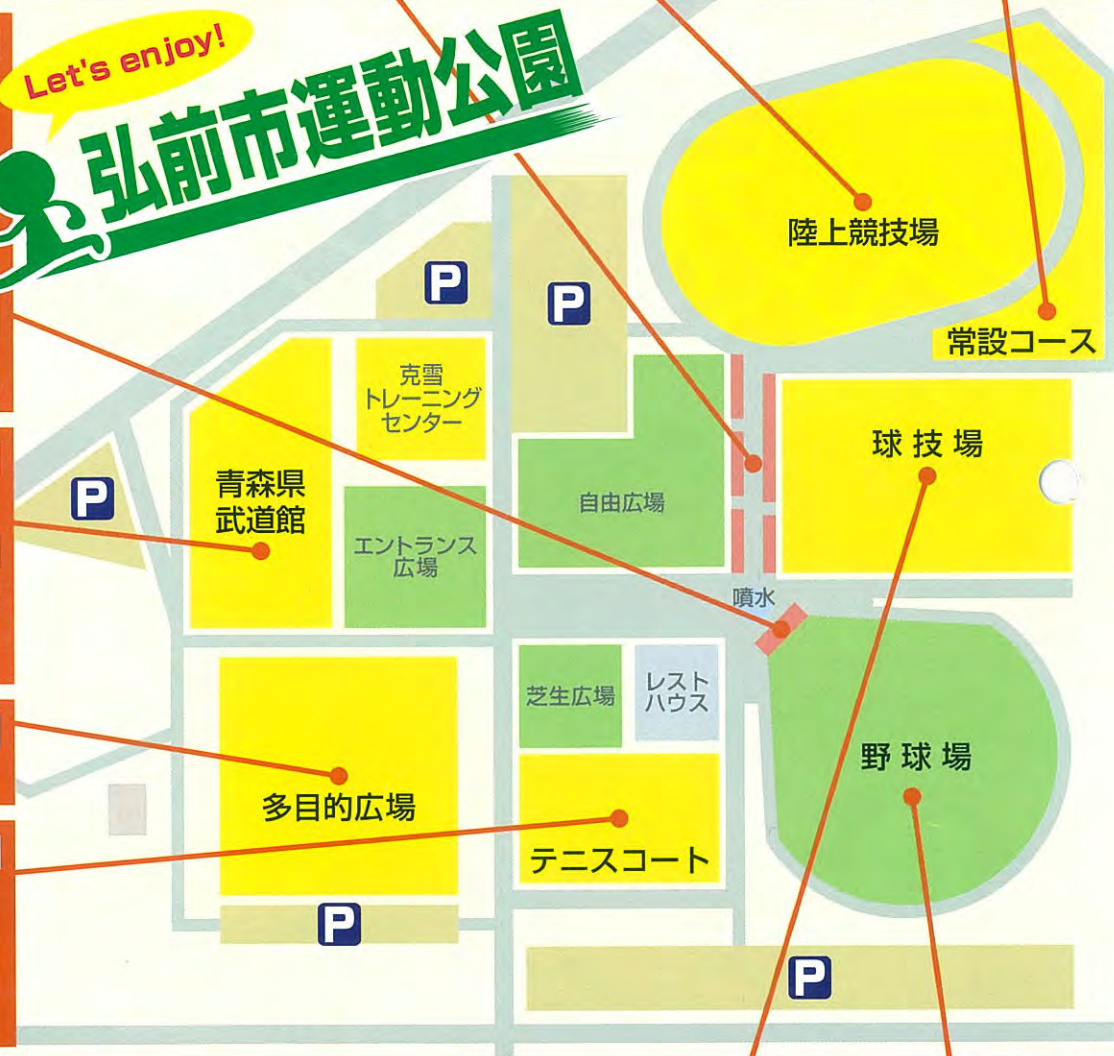 Let's enjoy!
弘前市運動公園
陸上競技場
P
P
常設コース
克雪
トレーニング
センター
球技場
P
青森県
武道館
自由広場
エントランス
広場
噴水
芝生広場
レスト
ハウス
野球場
多目的広場
テニスコート
P
P